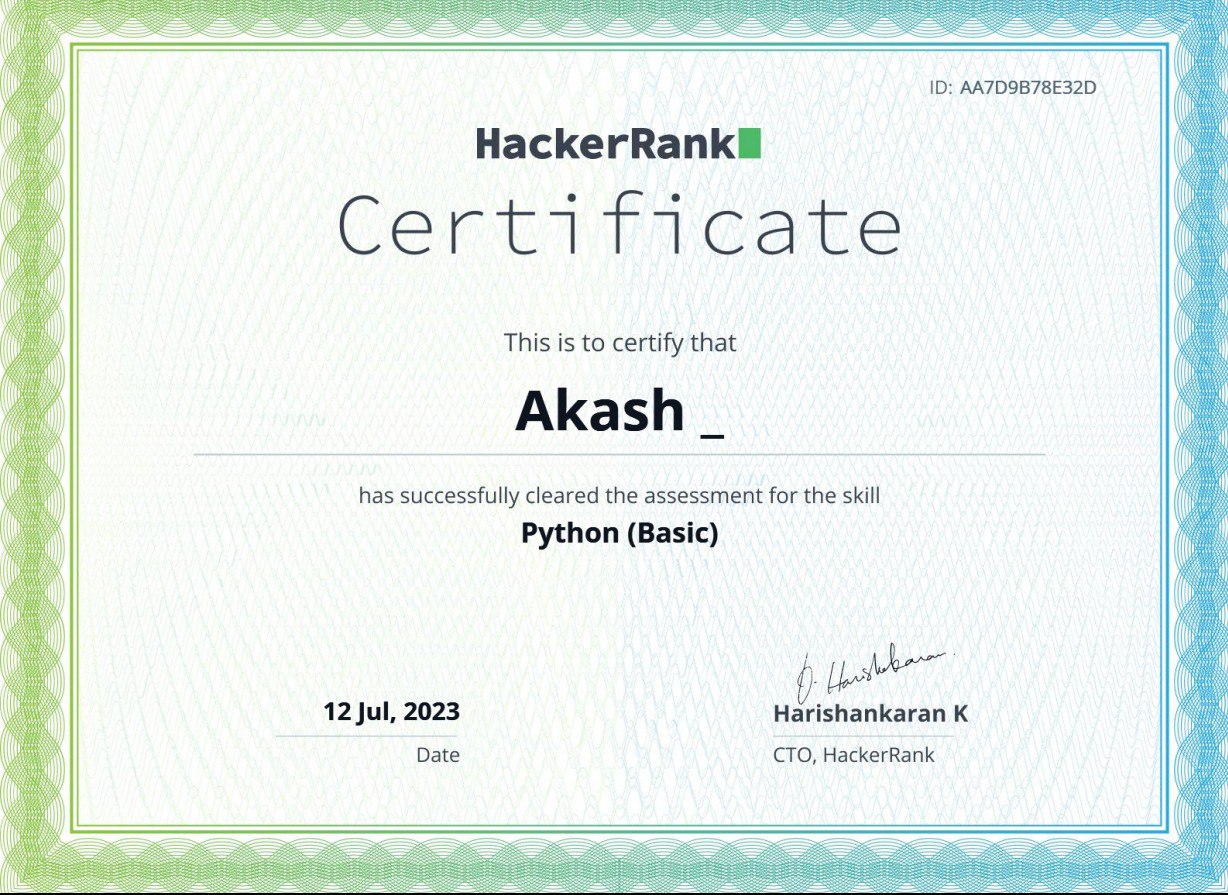 ID: AA7D9B78E32D
HackerRank
Certificate
This is to certify that
Akash _
has successfully cleared the assessment for the skill
Python (Basic)
12 Jul, 2023
Date
Harishankaran K
CTO, HackerRank